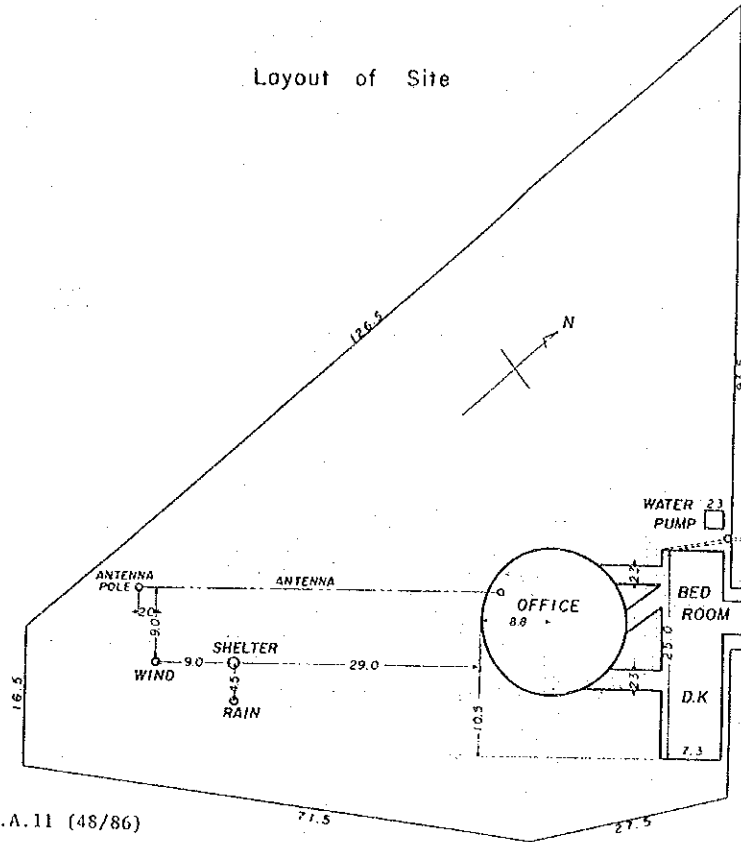 Layout of Site
126.5
N
WATER PUMP
23
ANTENNA POLE
ANTENNA
2.0
9.0
OFFICE
8.8
BED ROOM
25.0
SHELTER
WIND
9.0
29.0
4.5
RAIN
16.5
23
D.K
10.5
7.3
.A.11 (48/86)
71.5
27.5